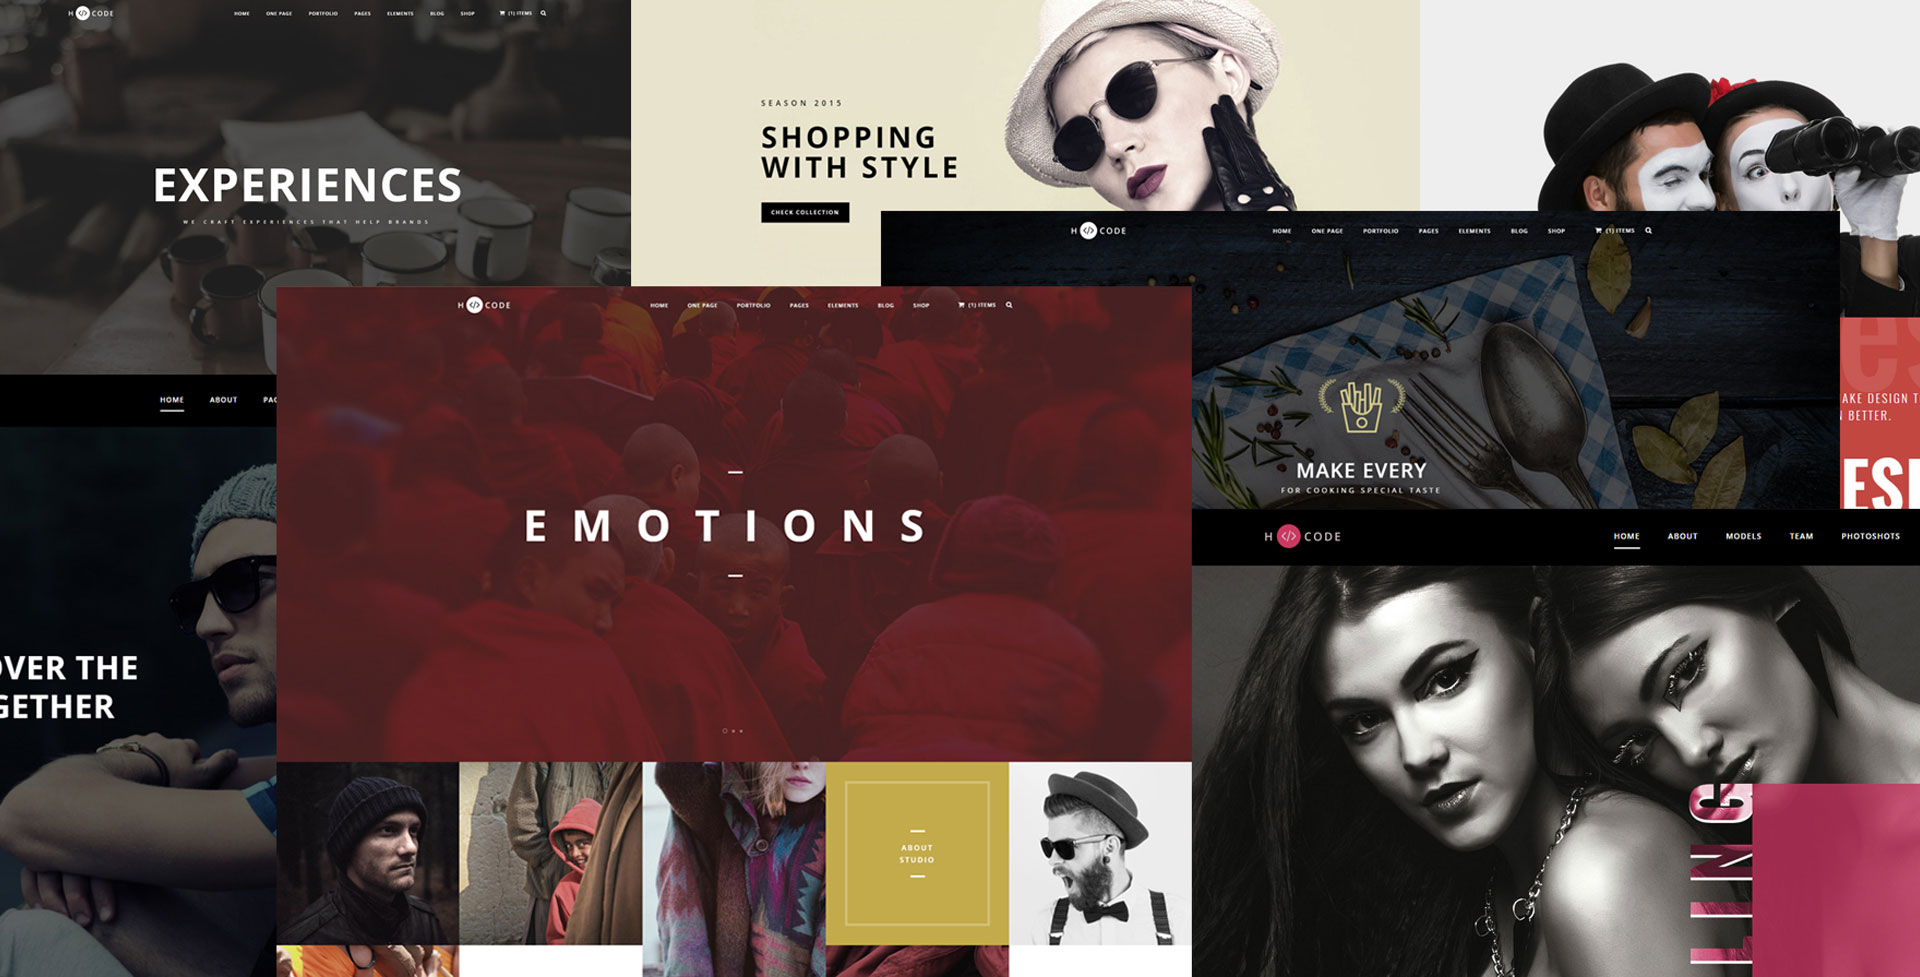 H </> CODE
HOME ONE PAGE PORTFOLIO PAGES ELEMENTS BLOG SHOP (1) ITEMS
EXPERIENCES
WE CRAFT EXPERIENCES THAT HELP BRANDS
SEASON 2015
SHOPPING
WITH STYLE
CHECK COLLECTION
H </> CODE
HOME ONE PAGE PORTFOLIO PAGES ELEMENTS BLOG SHOP (1) ITEMS
MAKE EVERY
FOR COOKING SPECIAL TASTE
es
AKE DESIGN T
BETTER.
ESI
HOME ABOUT PAG
OVER THE
GETHER
H </> CODE
HOME ONE PAGE PORTFOLIO PAGES ELEMENTS BLOG SHOP (1) ITEMS
EMOTIONS
ABOUT
STUDIO
H </> CODE
HOME ABOUT MODELS TEAM PHOTOSHOTS
LING